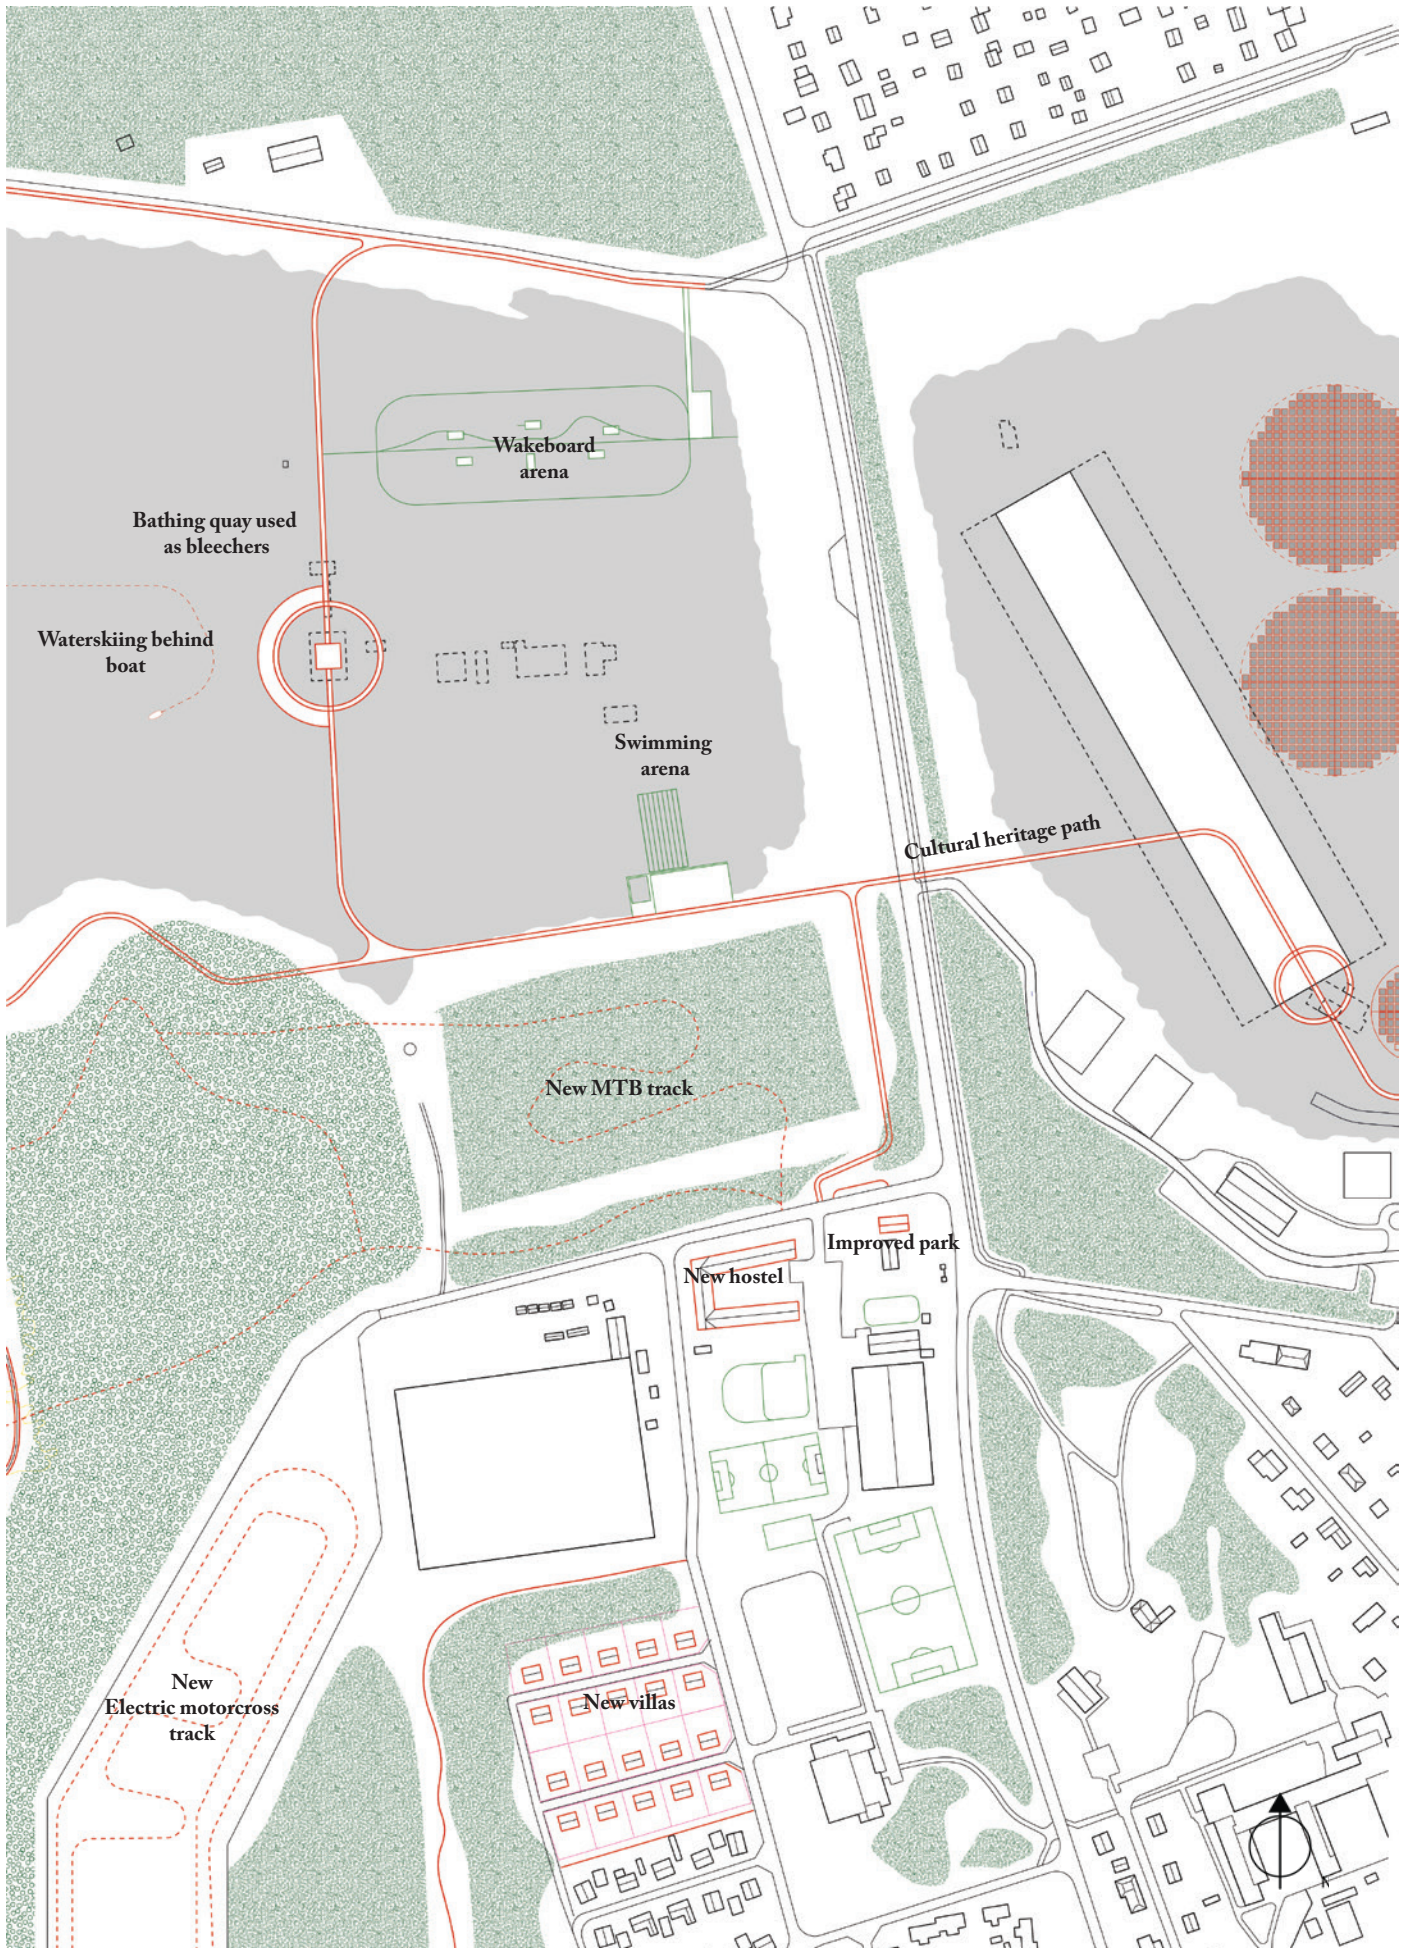 Wakeboard
arena
Bathing quay used
as bleechers
Waterskiing behind
boat
Swimming
arena
Cultural heritage path
New MTB track
Improved park
New hostel
New
Electric motorcross
track
New villas